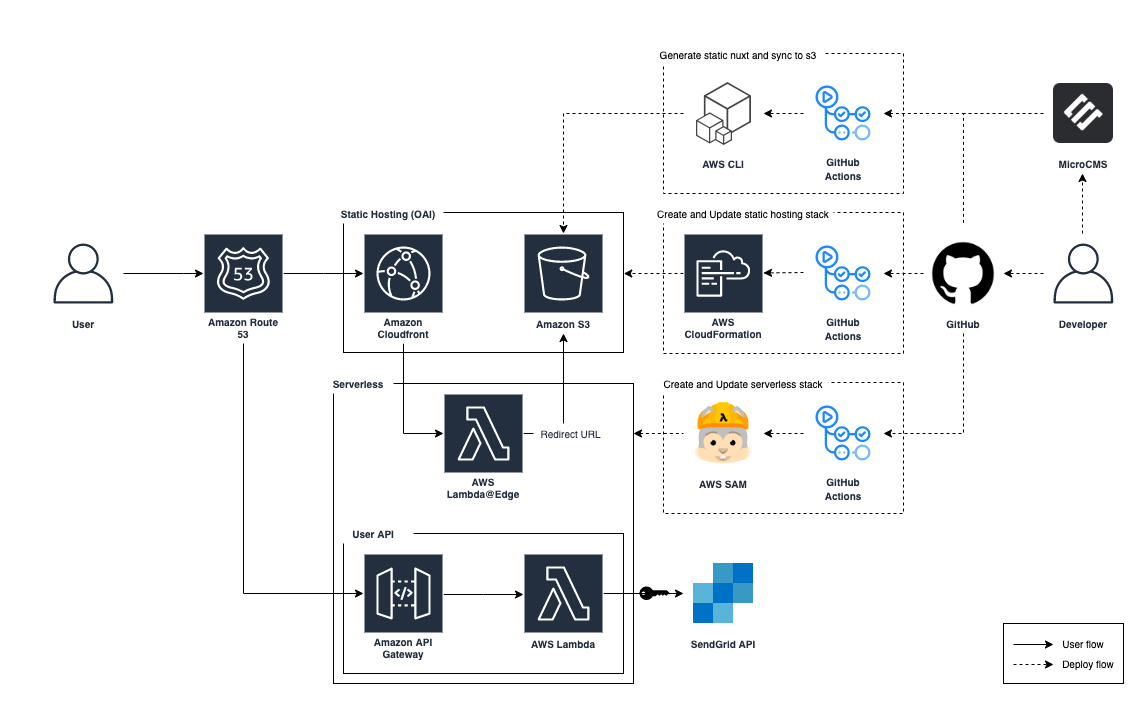 Generate static nuxt and sync to s3
AWS CLI
GitHub
Actions
MicroCMS
Static Hosting (OAI)
Create and Update static hosting stack
53
User
Amazon Route
53
Amazon
Cloudfront
Amazon S3
AWS
CloudFormation
GitHub
Actions
GitHub
Developer
Serverless
Create and Update serverless stack
λ
Redirect URL
AWS
Lambda@Edge
AWS SAM
GitHub
Actions
User API
</>
Amazon API
Gateway
AWS Lambda
SendGrid API
User flow
Deploy flow